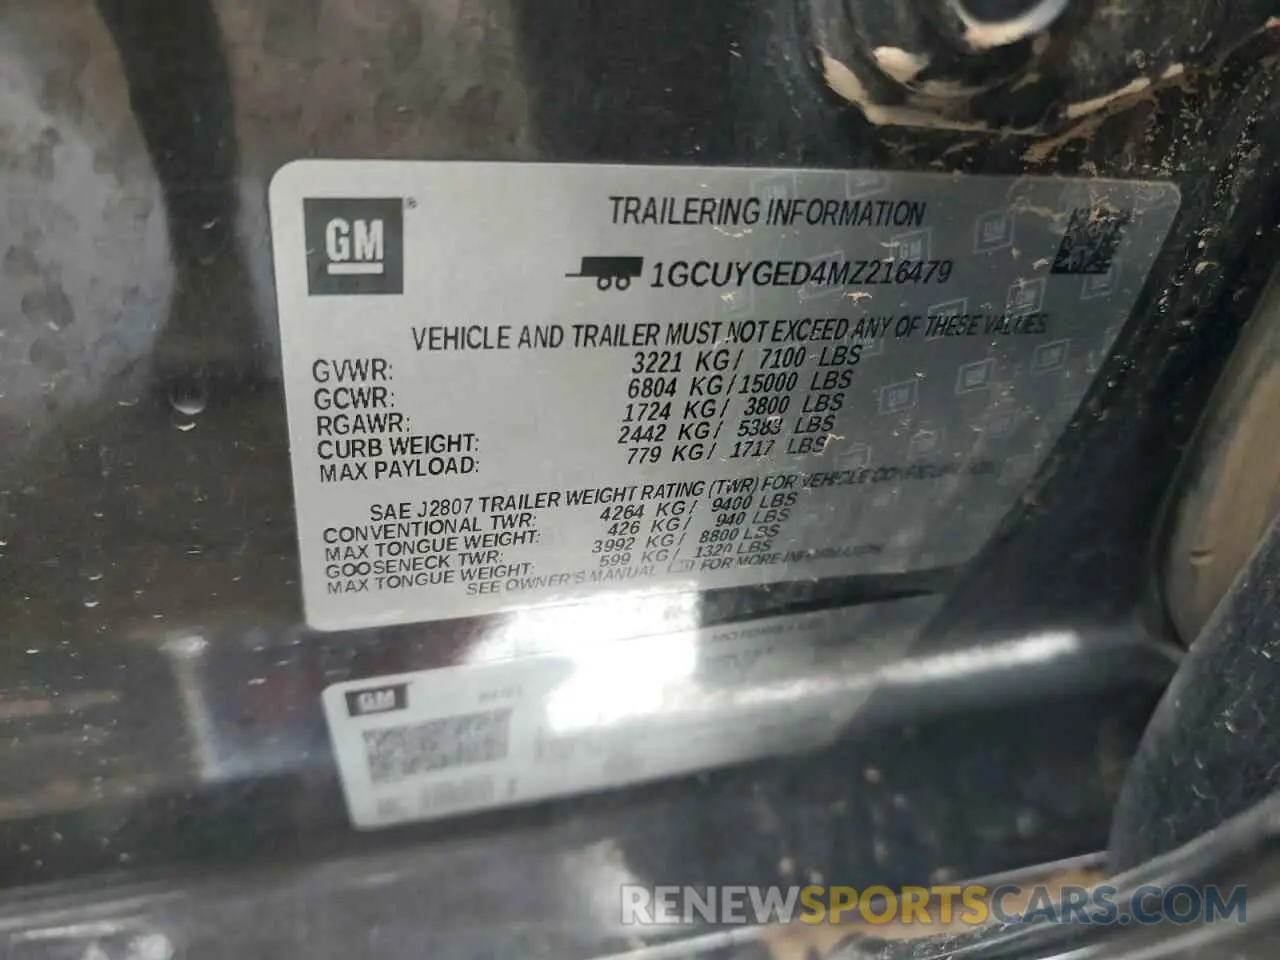 GM®
TRAILERING INFORMATION
1GCUYGED4MZ216479
VEHICLE AND TRAILER MUST NOT EXCEED ANY OF THESE VALUES
GVWR: 3221 KG/ 7100 LBS
GCWR: 6804 KG/15000 LBS
RGAWR: 1724 KG/ 3800 LBS
CURB WEIGHT: 2442 KG/ 5383 LBS
MAX PAYLOAD: 779 KG/ 1717 LBS
SAE J2807 TRAILER WEIGHT RATING (TWR) FOR VEHICLE CONFIGURATION
CONVENTIONAL TWR: 4264 KG/ 9400 LBS
MAX TONGUE WEIGHT: 426 KG/ 940 LBS
GOOSENECK TWR: 3992 KG/ 8800 LBS
MAX TONGUE WEIGHT: 599 KG/ 1320 LBS
SEE OWNER'S MANUAL FOR MORE INFORMATION
GM
RENEWSPORTSCARS.COM